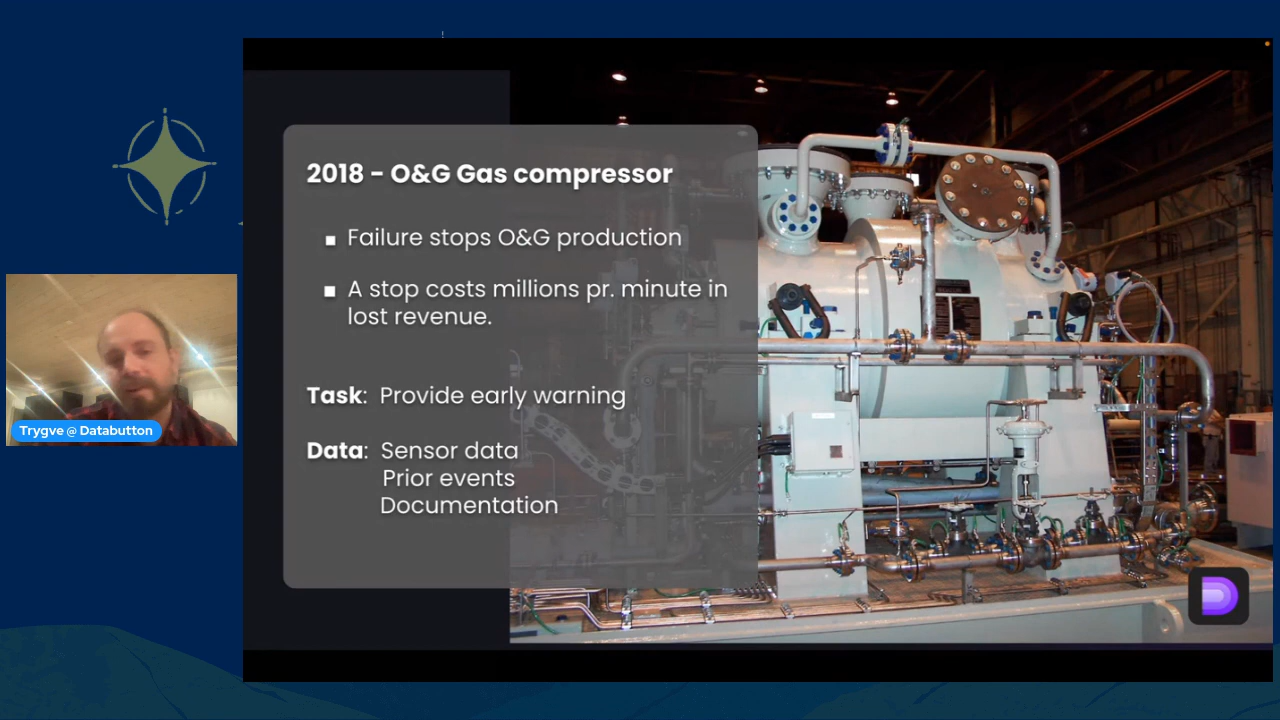 2018 - O&G Gas compressor
▪ Failure stops O&G production
▪ A stop costs millions pr. minute in
lost revenue.
Task: Provide early warning
Data: Sensor data
Prior events
Documentation
Trygve @ Databutton